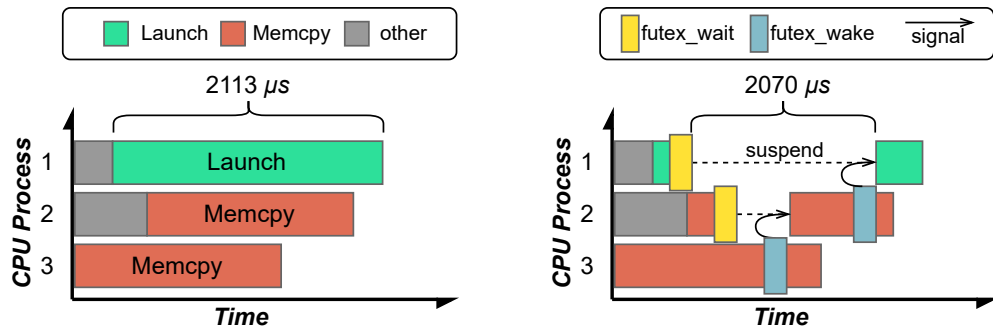 Launch Memcpy other
2113 μs
CPU Process
1
Launch
2
Memcpy
3
Memcpy
Time
futex_wait futex_wake signal
2070 μs
CPU Process
1
suspend
2
3
Time